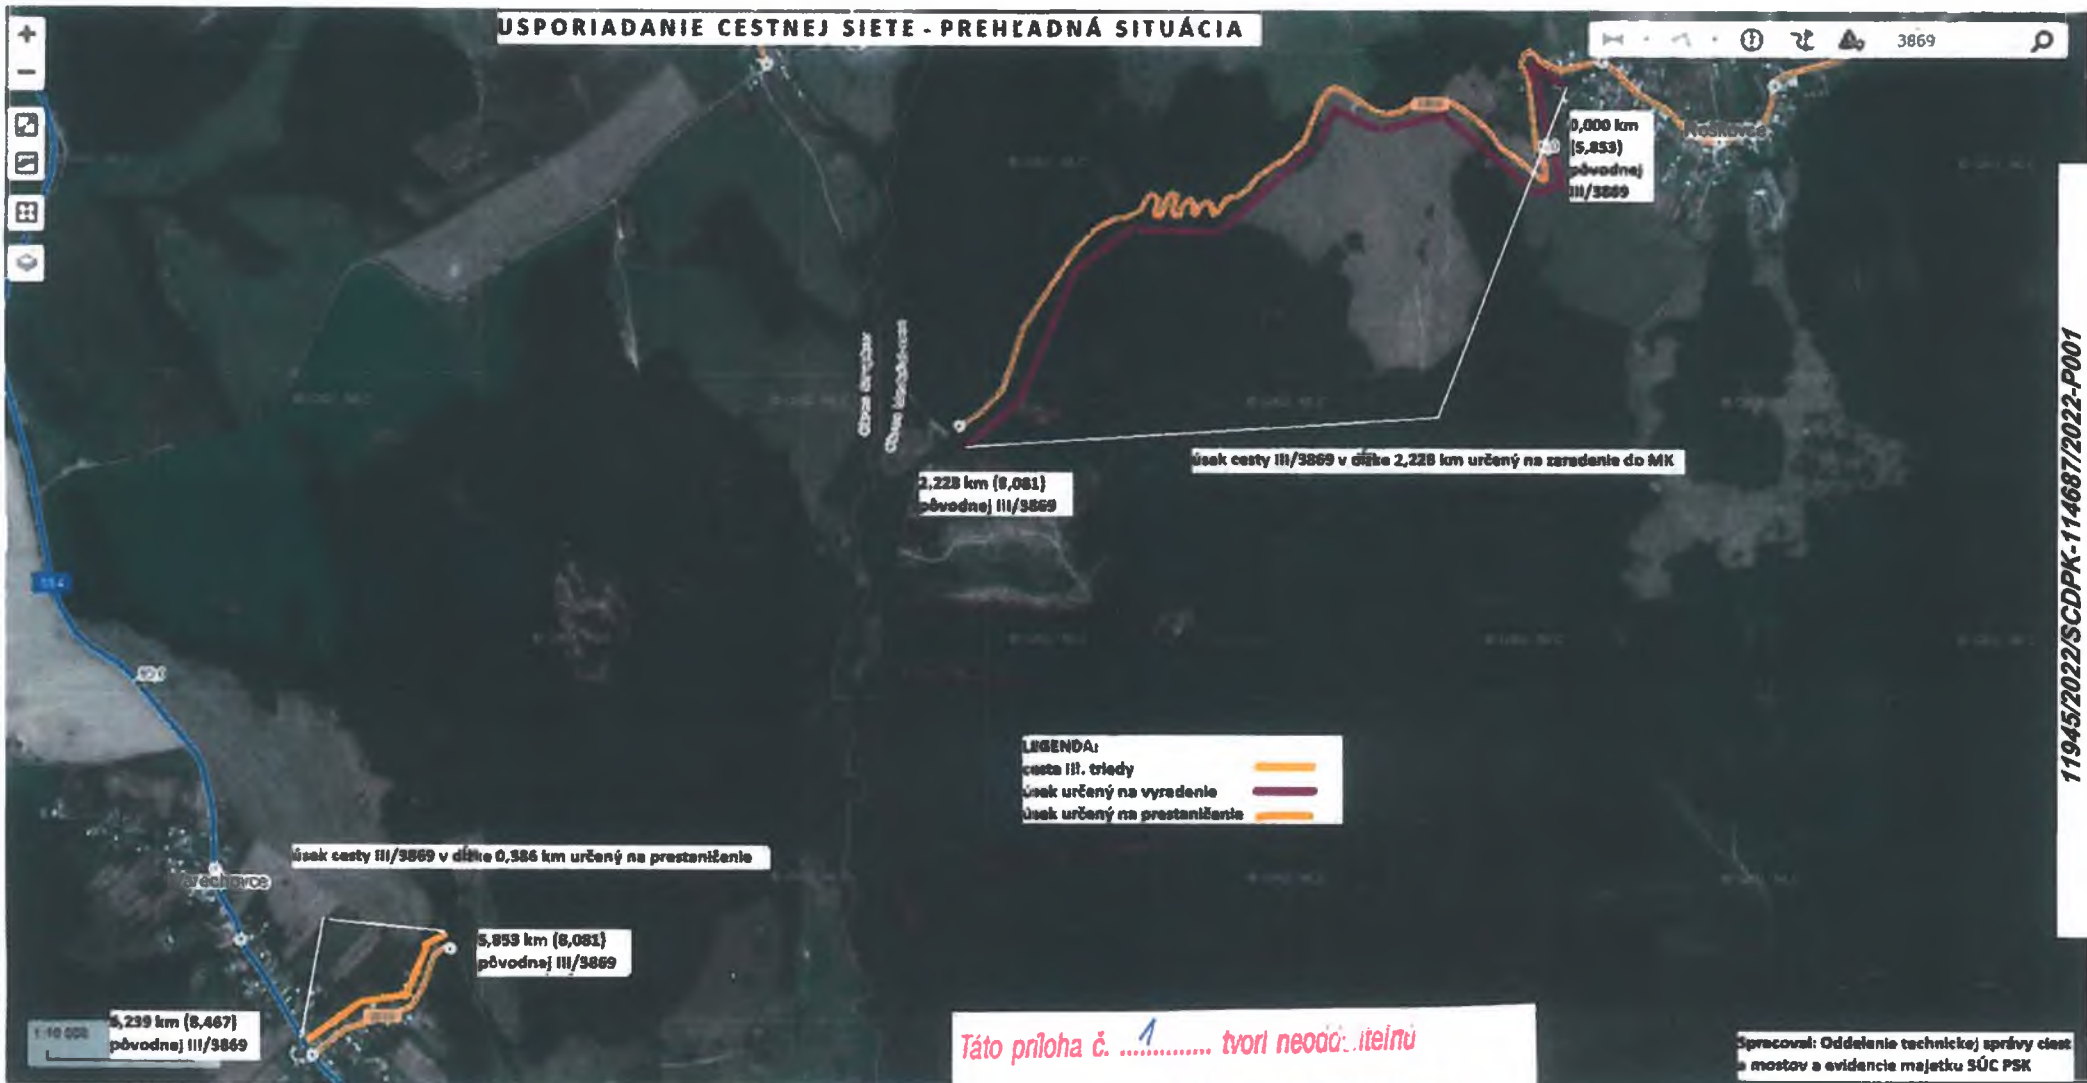 USPORIADANIE CESTNEJ SIETE - PREHĽADNÁ SITUÁCIA
3869
0,000 km
(5,853)
pôvodnej
III/3869
úsek cesty III/3869 v dĺžke 2,228 km určený na zaradenie do MK
2,228 km (8,081)
pôvodnej III/3869
LEGENDA:
cesta III. triedy
úsek určený na vyradenie
úsek určený na prestaničenie
úsek cesty III/3869 v dĺžke 0,386 km určený na prestaničenie
5,853 km (8,081)
pôvodnej III/3869
6,239 km (8,467)
pôvodnej III/3869
1:10 000
Táto príloha č. 1 tvorí
Spracoval: Oddelenie technickej správy ciest
a mostov a evidencie majetku SÚC PSK
11945/2022/SCDPK-114687/2022-P001